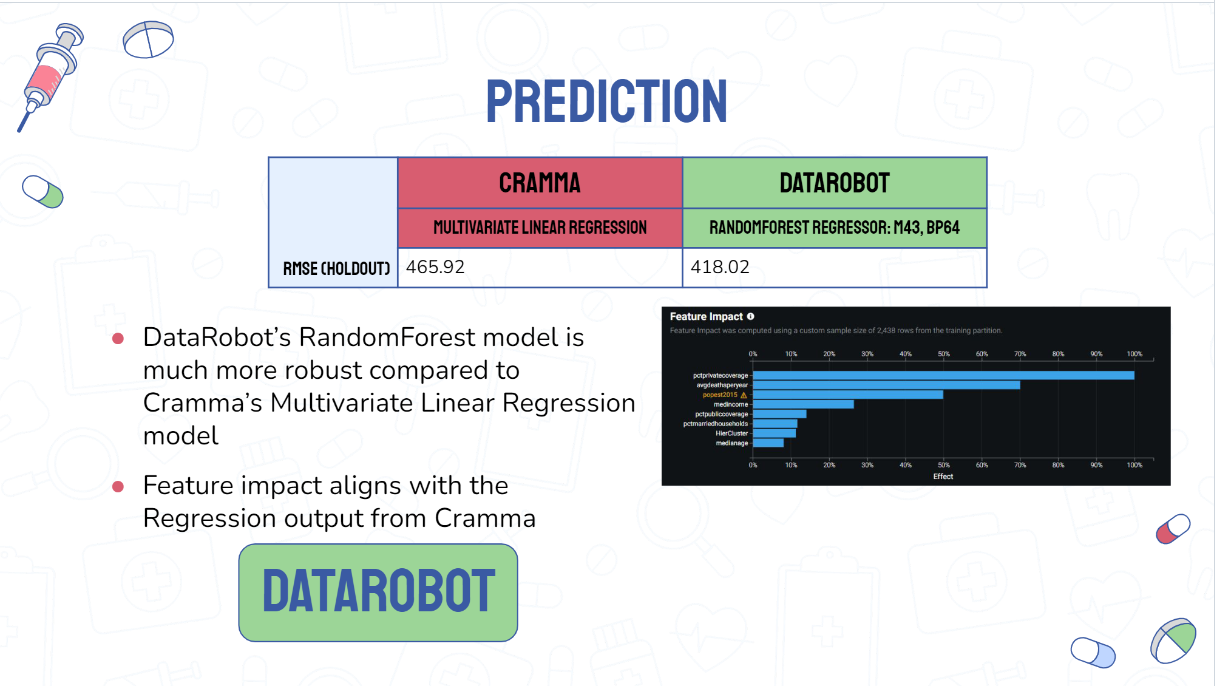 PREDICTION
CRAMMA DATAROBOT
MULTIVARIATE LINEAR REGRESSION RANDOMFOREST REGRESSOR: M43, BP64
RMSE (HOLDOUT) 465.92 418.02
DataRobot’s RandomForest model is
much more robust compared to
Cramma’s Multivariate Linear Regression
model
Feature impact aligns with the
Regression output from Cramma
DATAROBOT
Feature Impact
Feature Impact was computed using a custom sample size of 2,438 rows from the training partition.
0% 10% 20% 30% 40% 50% 60% 70% 80% 90% 100%
pctprivatecoverage
avgdeathsperyear
popest2015
medincome
pctpubliccoverage
pctmarriedhouseholds
HierCluster
medianage
0% 10% 20% 30% 40% 50% 60% 70% 80% 90% 100%
Effect